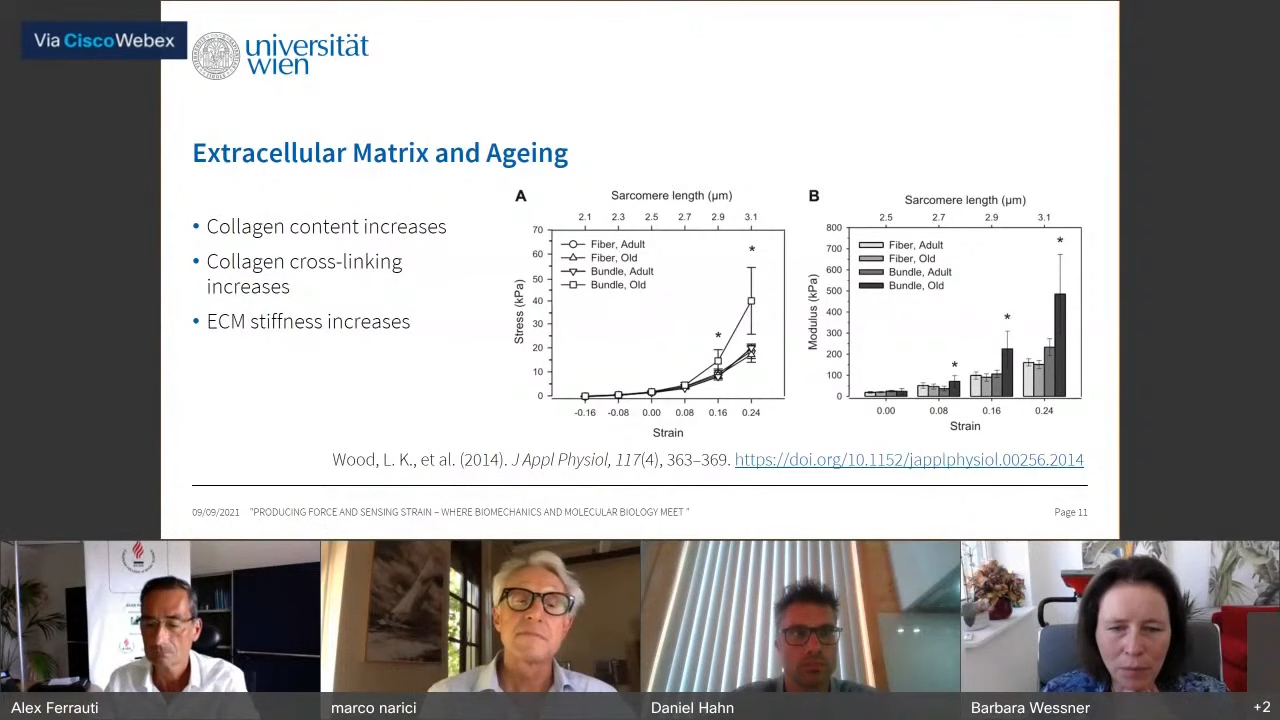 Via Cisco Webex
universität
wien
Extracellular Matrix and Ageing
• Collagen content increases
• Collagen cross-linking
increases
• ECM stiffness increases
A
Sarcomere length (µm)
2.1 2.3 2.5 2.7 2.9 3.1
Stress (kPa)
70
60
50
40
30
20
10
0
Fiber, Adult
Fiber, Old
Bundle, Adult
Bundle, Old
*
*
-0.16 -0.08 0.00 0.08 0.16 0.24
Strain
B
Sarcomere length (µm)
2.5 2.7 2.9 3.1
Modulus (kPa)
800
700
600
500
400
300
200
100
0
Fiber, Adult
Fiber, Old
Bundle, Adult
Bundle, Old
*
*
*
0.00 0.08 0.16 0.24
Strain
Wood, L. K., et al. (2014). J Appl Physiol, 117(4), 363–369. https://doi.org/10.1152/japplphysiol.00256.2014
09/09/2021 "PRODUCING FORCE AND SENSING STRAIN – WHERE BIOMECHANICS AND MOLECULAR BIOLOGY MEET " Page 11
Alex Ferrauti
marco narici
Daniel Hahn
Barbara Wessner
+2